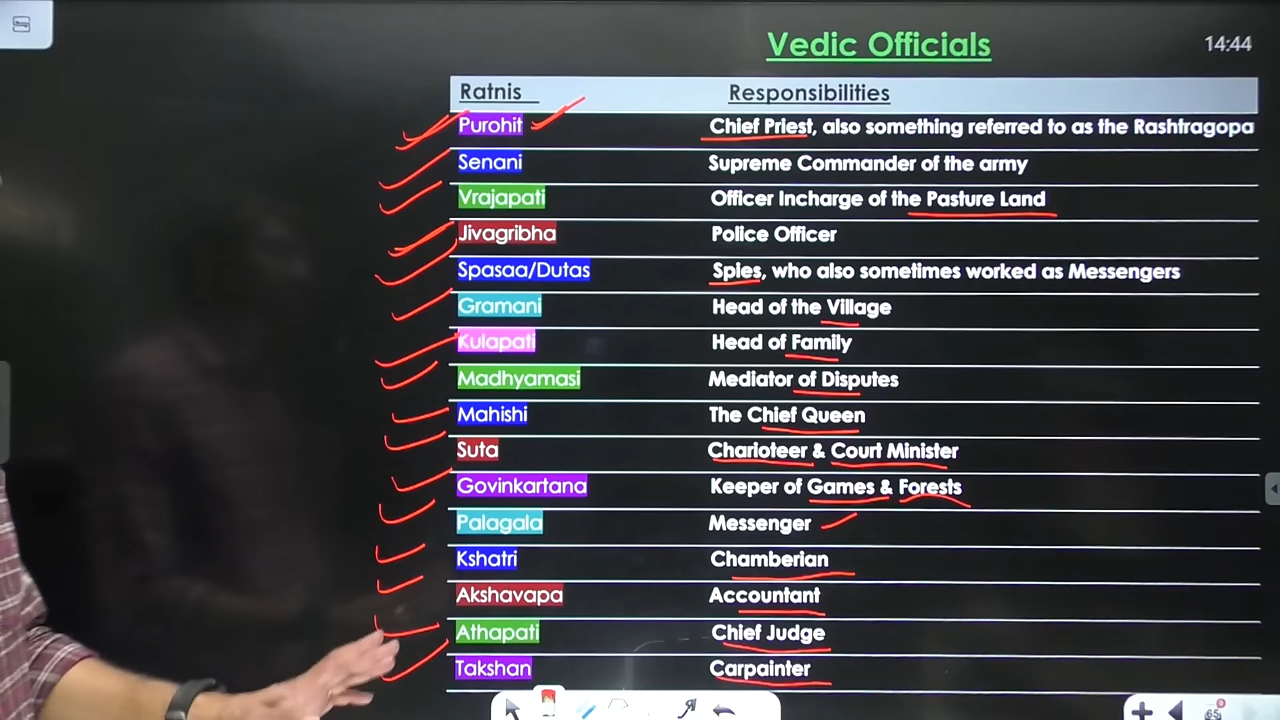 Vedic Officials
14:44
Ratnis Responsibilities
Purohit Chief Priest, also something referred to as the Rashtragopa
Senani Supreme Commander of the army
Vrajapati Officer Incharge of the Pasture Land
Jivagribha Police Officer
Spasaa/Dutas Spies, who also sometimes worked as Messengers
Gramani Head of the Village
Kulapati Head of Family
Madhyamasi Mediator of Disputes
Mahishi The Chief Queen
Suta Charioteer & Court Minister
Govinkartana Keeper of Games & Forests
Palagala Messenger
Kshatri Chamberian
Akshavapa Accountant
Athapati Chief Judge
Takshan Carpainter